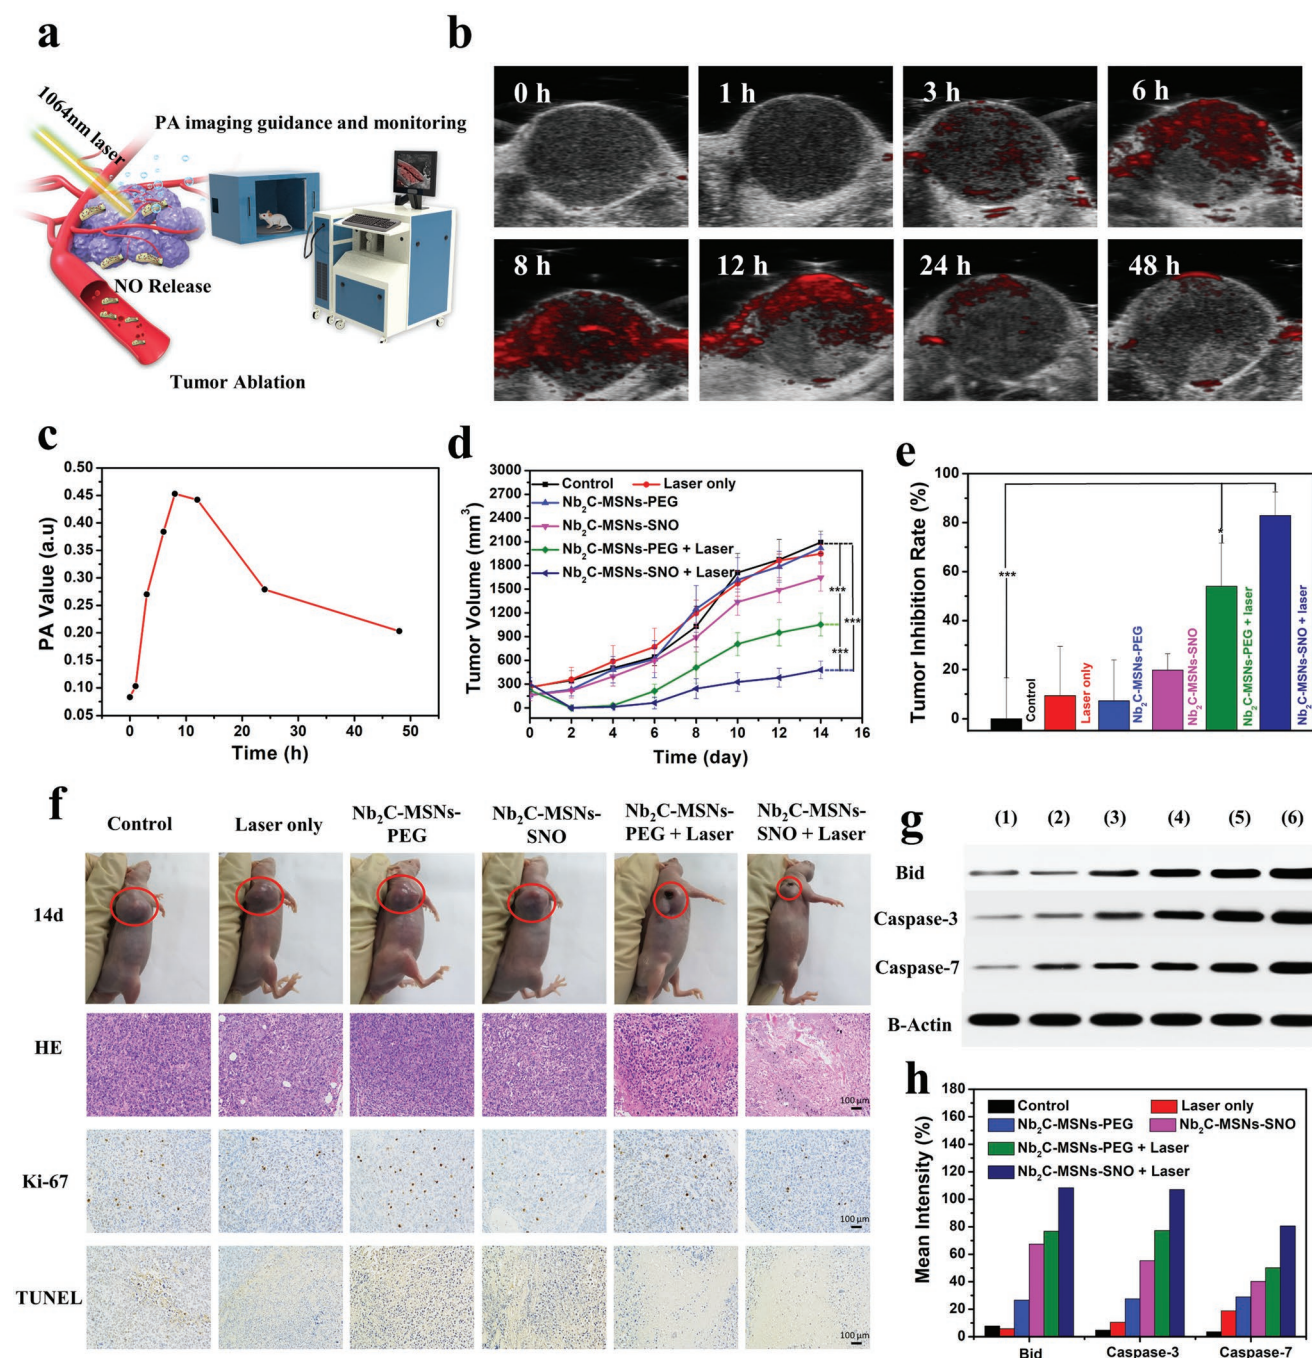 a
1064nm laser
PA imaging guidance and monitoring
NO Release
Tumor Ablation
b
0 h
1 h
3 h
6 h
8 h
12 h
24 h
48 h
c
0.50
0.45
0.40
0.35
0.30
0.25
0.20
0.15
0.10
0.05
PA Value (a.u)
0 10 20 30 40 50
Time (h)
d
3000
2700
2400
2100
1800
1500
1200
900
600
300
0
Tumor Volume (mm³)
Control
Laser only
Nb₂C-MSNs-PEG
Nb₂C-MSNs-SNO
Nb₂C-MSNs-PEG + Laser
Nb₂C-MSNs-SNO + Laser
***
***
***
0 2 4 6 8 10 12 14 16
Time (day)
e
100
80
60
40
20
0
Tumor Inhibition Rate (%)
***
*
Control
Laser only
Nb₂C-MSNs-PEG
Nb₂C-MSNs-SNO
Nb₂C-MSNs-PEG + laser
Nb₂C-MSNs-SNO + laser
f
Control
Laser only
Nb₂C-MSNs-
PEG
Nb₂C-MSNs-
SNO
Nb₂C-MSNs-
PEG + Laser
Nb₂C-MSNs-
SNO + Laser
14d
HE
100 μm
Ki-67
100 μm
TUNEL
100 μm
g
(1) (2) (3) (4) (5) (6)
Bid
Caspase-3
Caspase-7
B-Actin
h
180
160
140
120
100
80
60
40
20
0
Mean Intensity (%)
Control
Laser only
Nb₂C-MSNs-PEG
Nb₂C-MSNs-SNO
Nb₂C-MSNs-PEG + Laser
Nb₂C-MSNs-SNO + Laser
Bid Caspase-3 Caspase-7